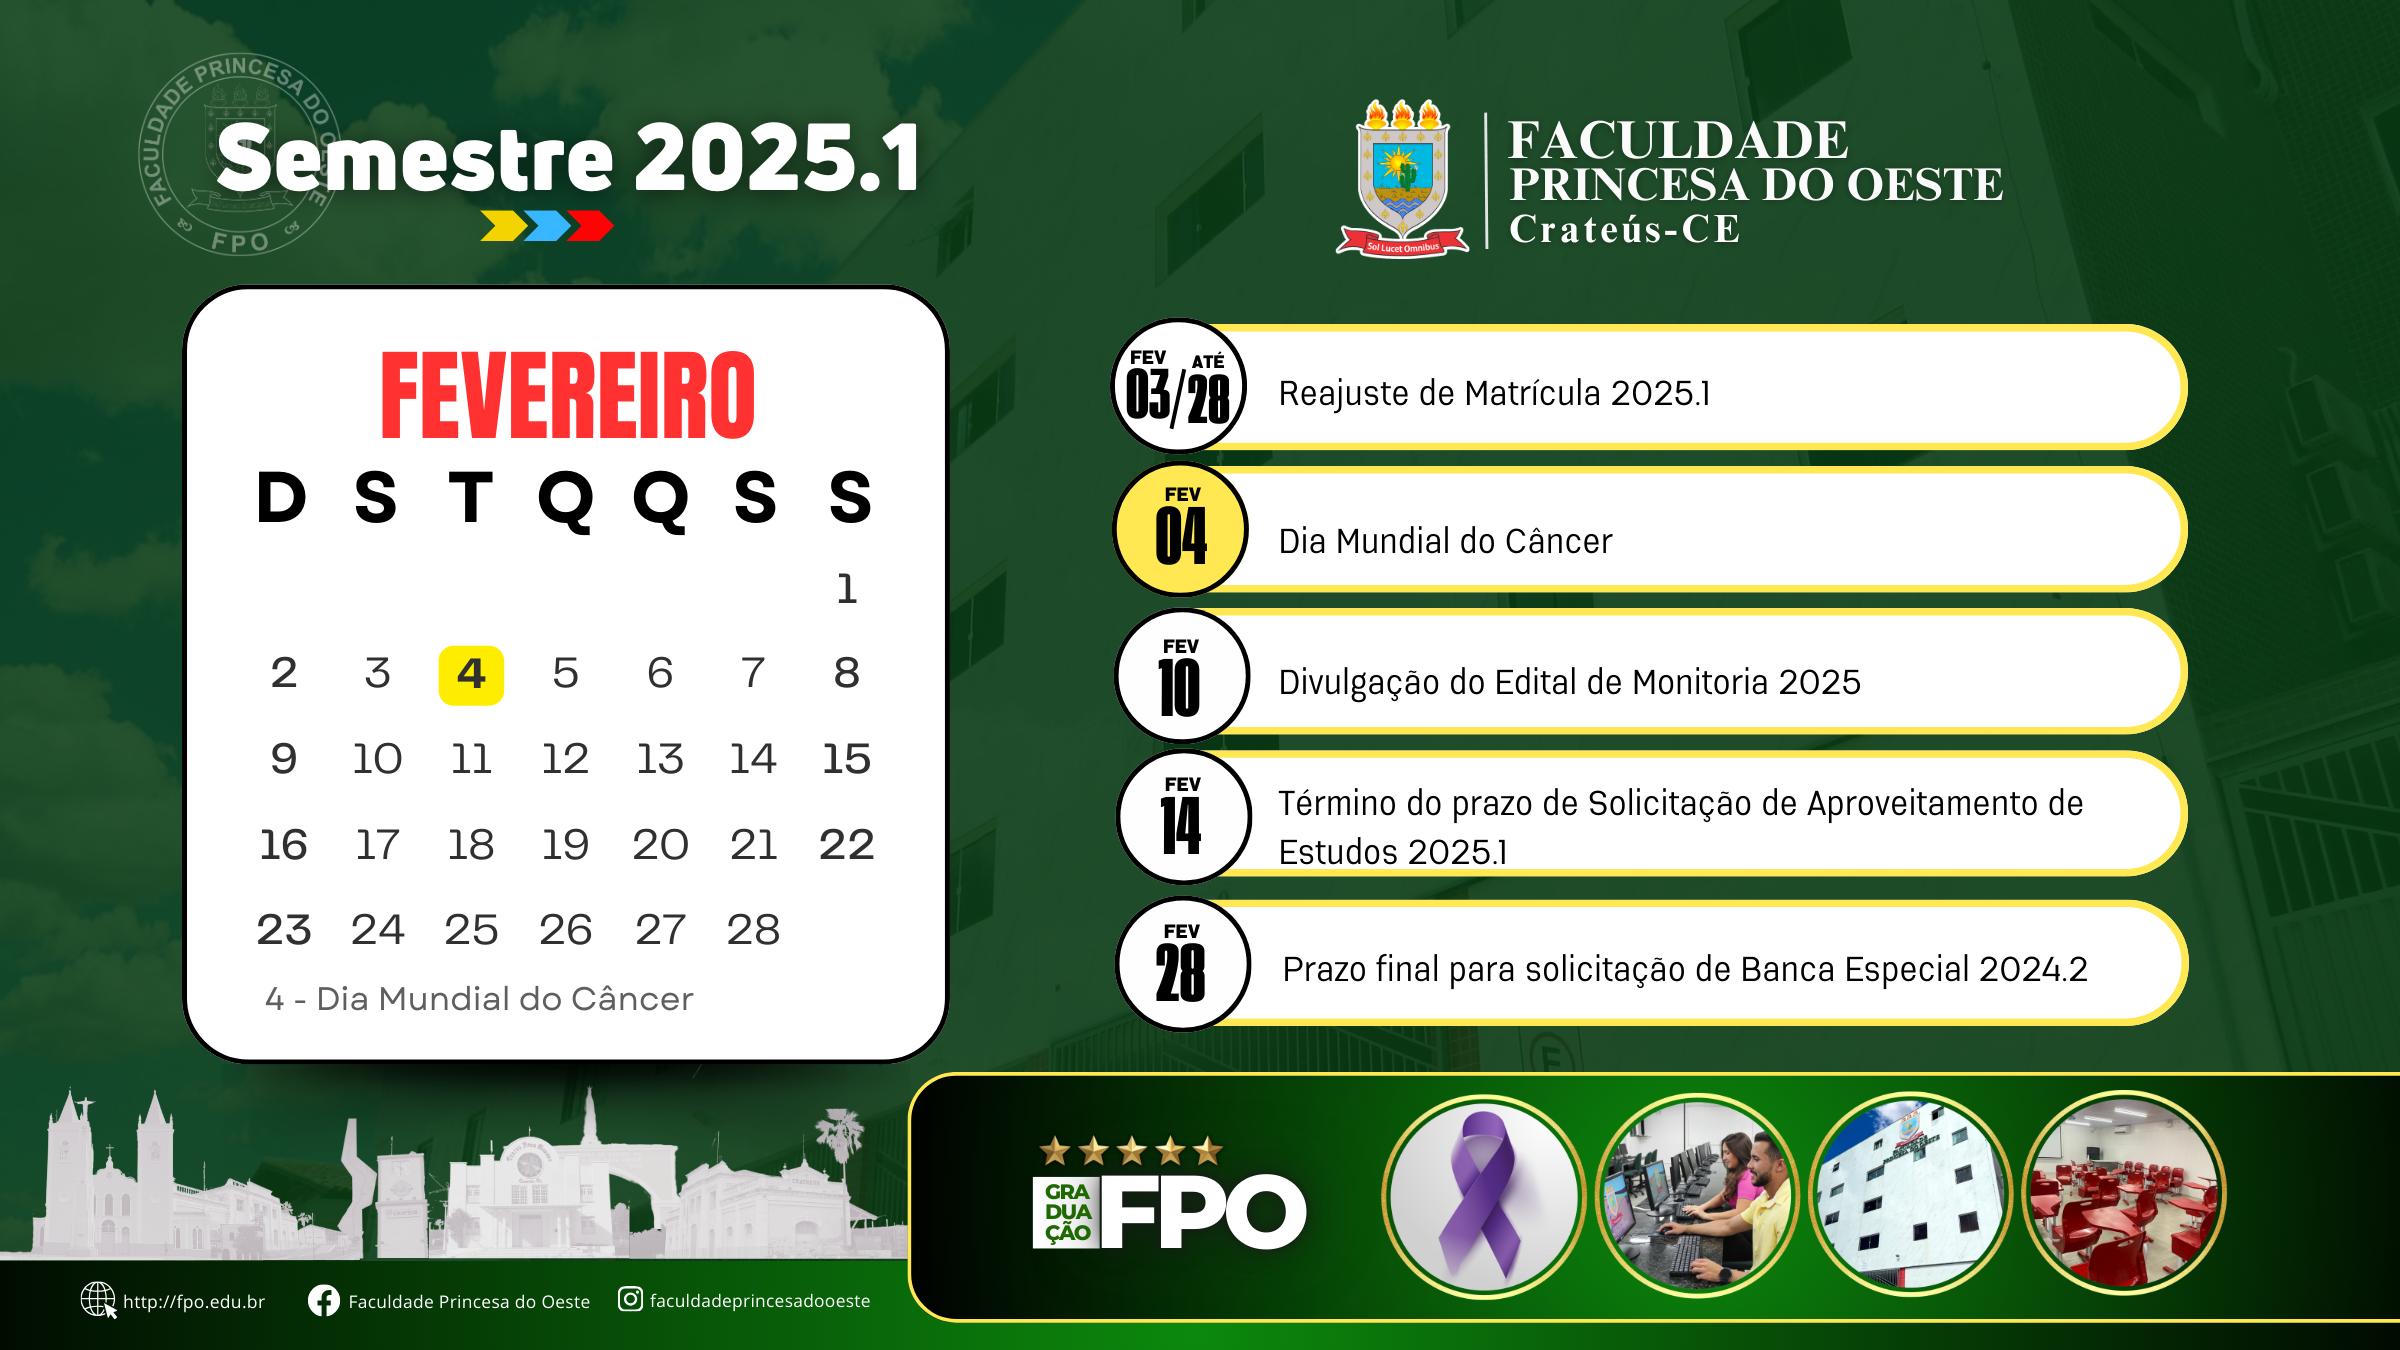 FACULDADE PRINCESA DO OESTE
FPO
Semestre 2025.1
Sol Lucet Omnibus
FACULDADE
PRINCESA DO OESTE
Crateús-CE
FEVEREIRO
D S T Q Q S S
1
2 3 4 5 6 7 8
9 10 11 12 13 14 15
16 17 18 19 20 21 22
23 24 25 26 27 28
4 - Dia Mundial do Câncer
FEV ATÉ
03/28
Reajuste de Matrícula 2025.1
FEV
04
Dia Mundial do Câncer
FEV
10
Divulgação do Edital de Monitoria 2025
FEV
14
Término do prazo de Solicitação de Aproveitamento de
Estudos 2025.1
FEV
28
Prazo final para solicitação de Banca Especial 2024.2
E
GRA
DUA
ÇÃO
FPO
http://fpo.edu.br
Faculdade Princesa do Oeste
faculdadeprincesadooeste